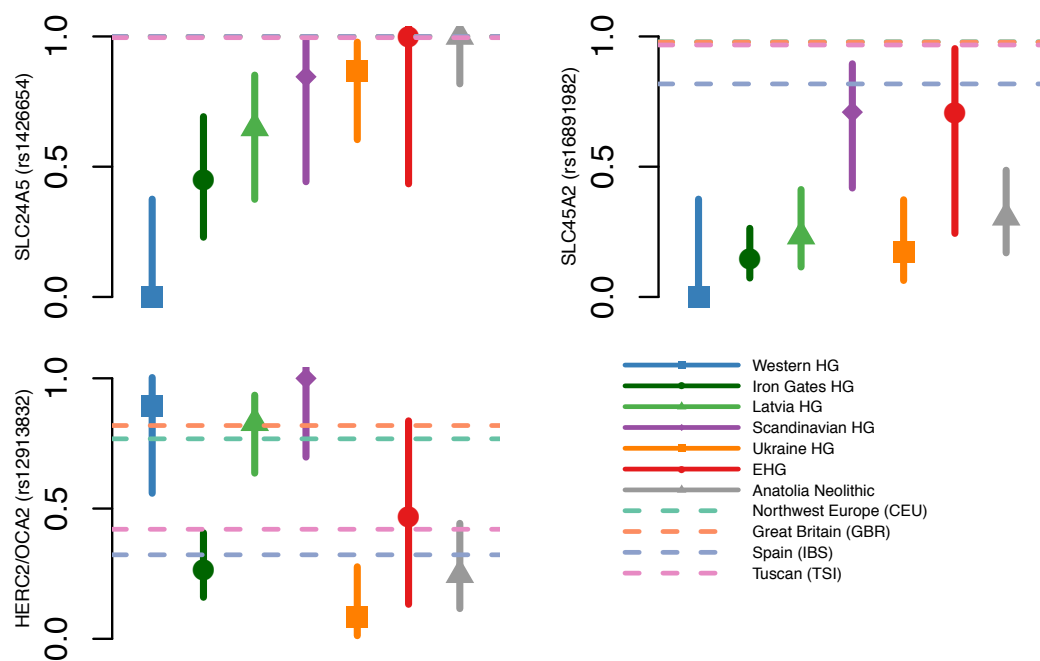 SLC24A5 (rs1426654)
1.0
0.5
0.0
SLC45A2 (rs16891982)
1.0
0.5
0.0
HERC2/OCA2 (rs12913832)
1.0
0.5
0.0
Western HG
Iron Gates HG
Latvia HG
Scandinavian HG
Ukraine HG
EHG
Anatolia Neolithic
Northwest Europe (CEU)
Great Britain (GBR)
Spain (IBS)
Tuscan (TSI)